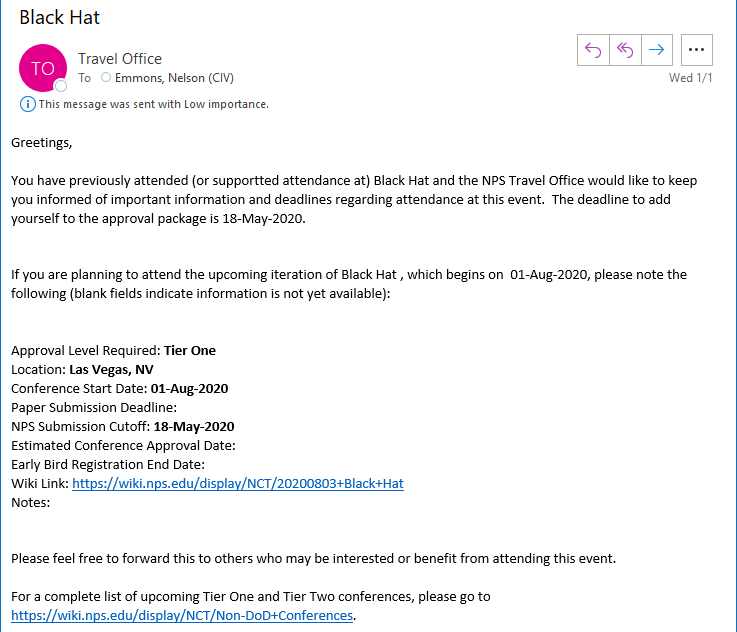 Black Hat
TO
Travel Office
To Emmons, Nelson (CIV)
Wed 1/1
This message was sent with Low importance.
Greetings,
You have previously attended (or supportted attendance at) Black Hat and the NPS Travel Office would like to keep
you informed of important information and deadlines regarding attendance at this event.  The deadline to add
yourself to the approval package is 18-May-2020.
If you are planning to attend the upcoming iteration of Black Hat , which begins on  01-Aug-2020, please note the
following (blank fields indicate information is not yet available):
Approval Level Required: Tier One
Location: Las Vegas, NV
Conference Start Date: 01-Aug-2020
Paper Submission Deadline:
NPS Submission Cutoff: 18-May-2020
Estimated Conference Approval Date:
Early Bird Registration End Date:
Wiki Link: https://wiki.nps.edu/display/NCT/20200803+Black+Hat
Notes:
Please feel free to forward this to others who may be interested or benefit from attending this event.
For a complete list of upcoming Tier One and Tier Two conferences, please go to
https://wiki.nps.edu/display/NCT/Non-DoD+Conferences.